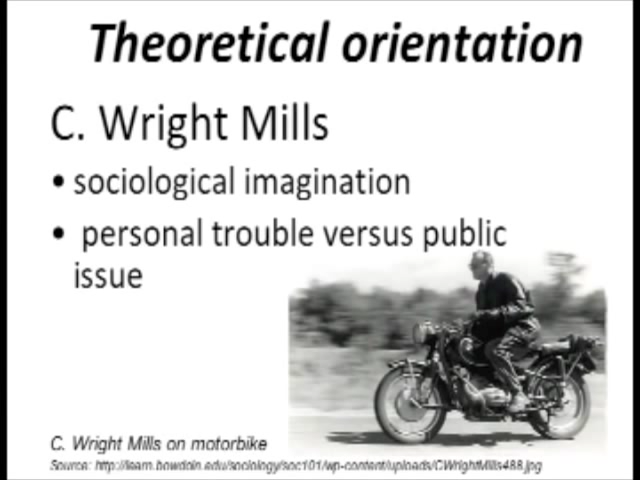 Theoretical orientation
C. Wright Mills
• sociological imagination
• personal trouble versus public
issue
C. Wright Mills on motorbike
Source: http://learn.bowdoin.edu/sociology/soc101/wp-content/uploads/CWrightMills488.jpg